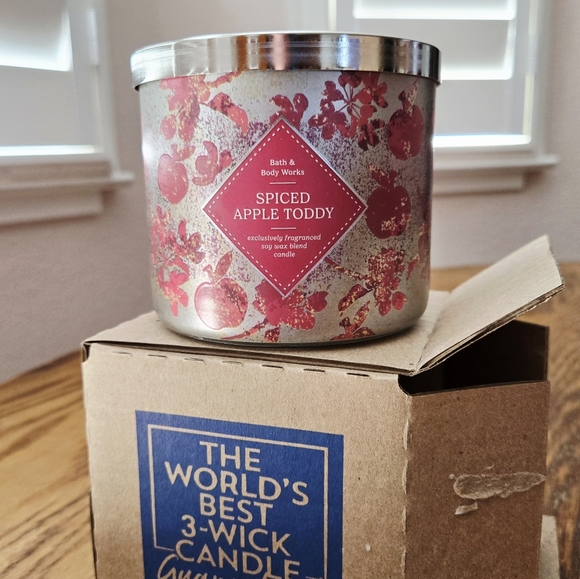 Bath &
Body Works
SPICED
APPLE TODDY
exclusively fragranced
soy wax blend
candle
THE
WORLD'S
BEST
3-WICK
CANDLE